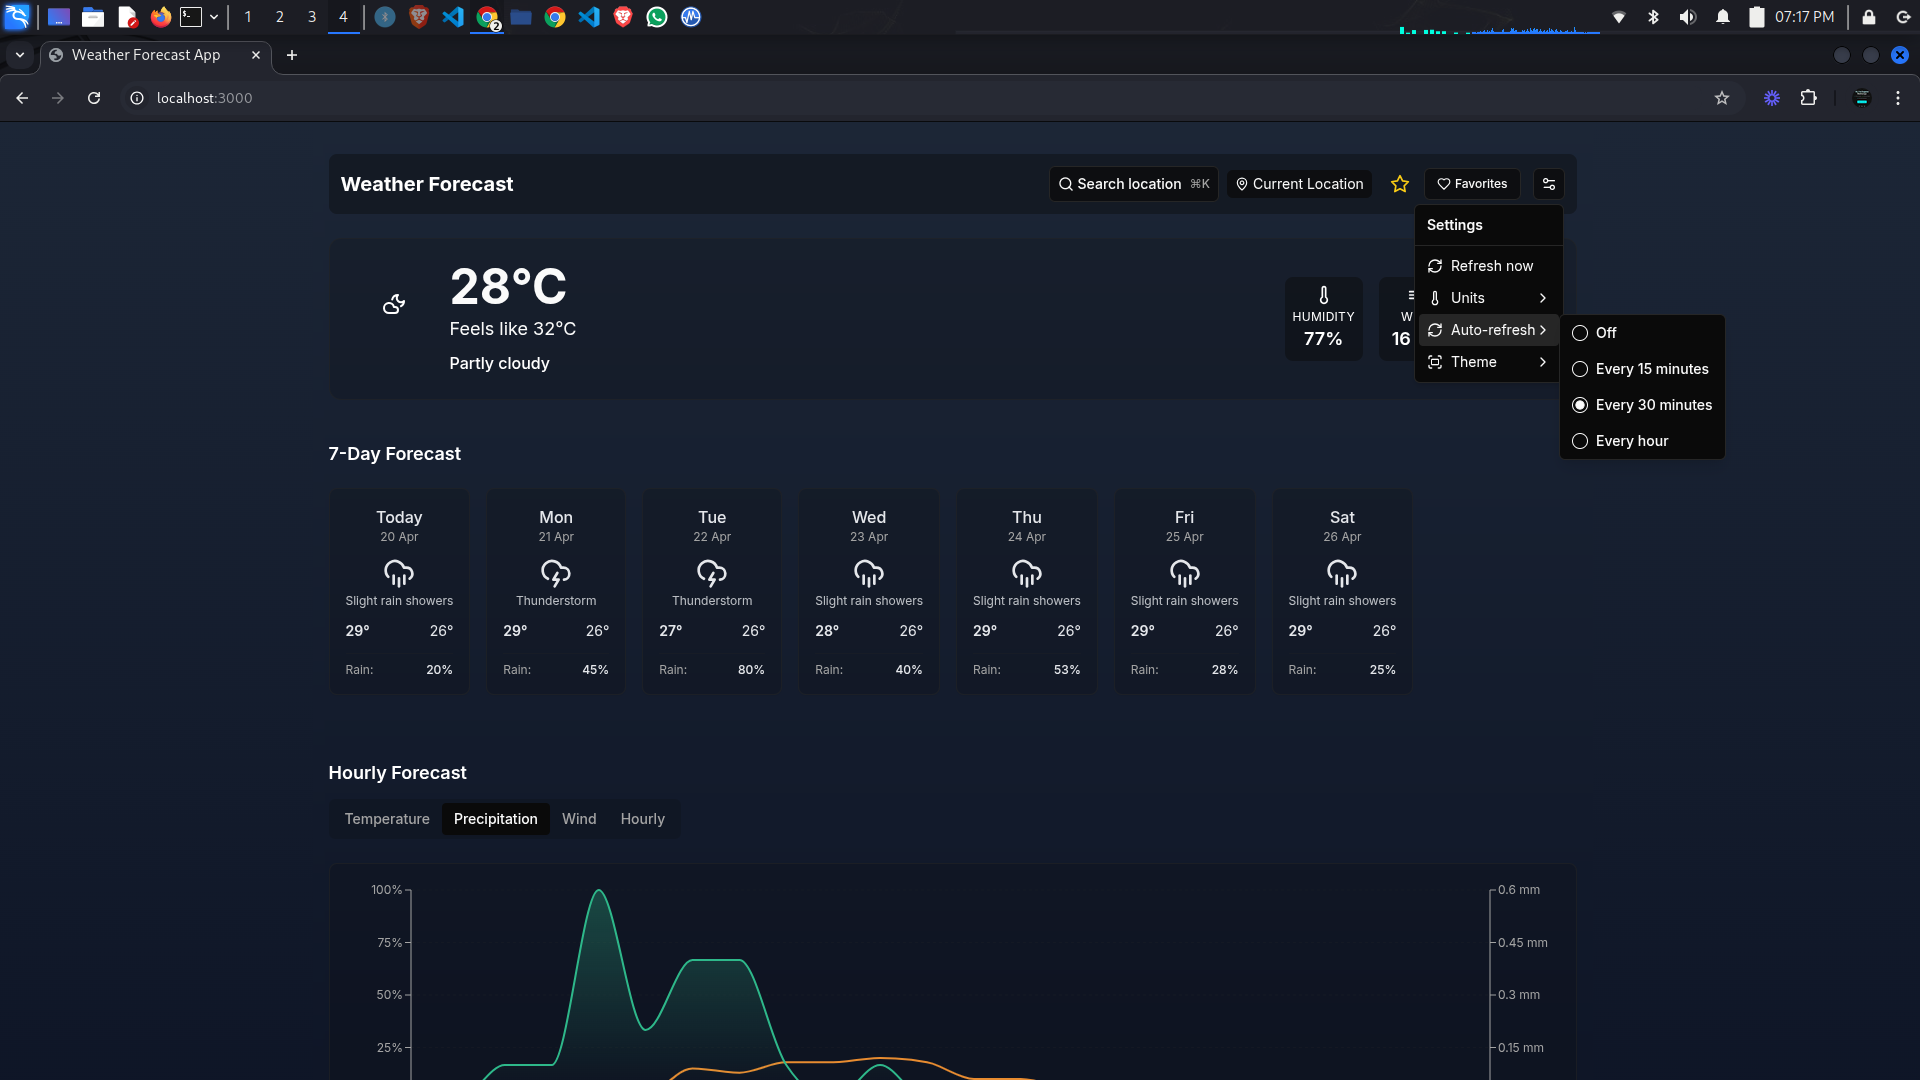 1 2 3 4 2 07:17 PM
Weather Forecast App
localhost:3000
Weather Forecast Search location ⌘K Current Location Favorites
Settings
Refresh now
Units
Auto-refresh
Theme
Off
Every 15 minutes
Every 30 minutes
Every hour
28°C
Feels like 32°C
Partly cloudy
HUMIDITY
77%
W
16
7-Day Forecast
Today Mon Tue Wed Thu Fri Sat
20 Apr 21 Apr 22 Apr 23 Apr 24 Apr 25 Apr 26 Apr
Slight rain showers Thunderstorm Thunderstorm Slight rain showers Slight rain showers Slight rain showers Slight rain showers
29° 26° 29° 26° 27° 26° 28° 26° 29° 26° 29° 26° 29° 26°
Rain: 20% Rain: 45% Rain: 80% Rain: 40% Rain: 53% Rain: 28% Rain: 25%
Hourly Forecast
Temperature Precipitation Wind Hourly
100% 0.6 mm
75% 0.45 mm
50% 0.3 mm
25% 0.15 mm